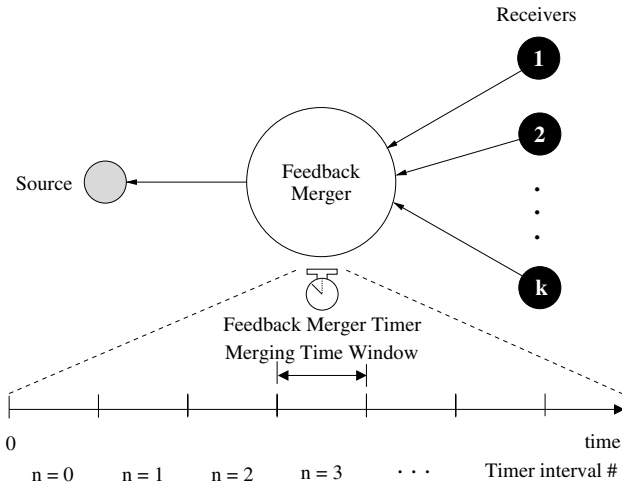 Receivers
1
2
Feedback
Merger
Source
k
Feedback Merger Timer
Merging Time Window
0
time
n = 0 n = 1 n = 2 n = 3 · · · Timer interval #